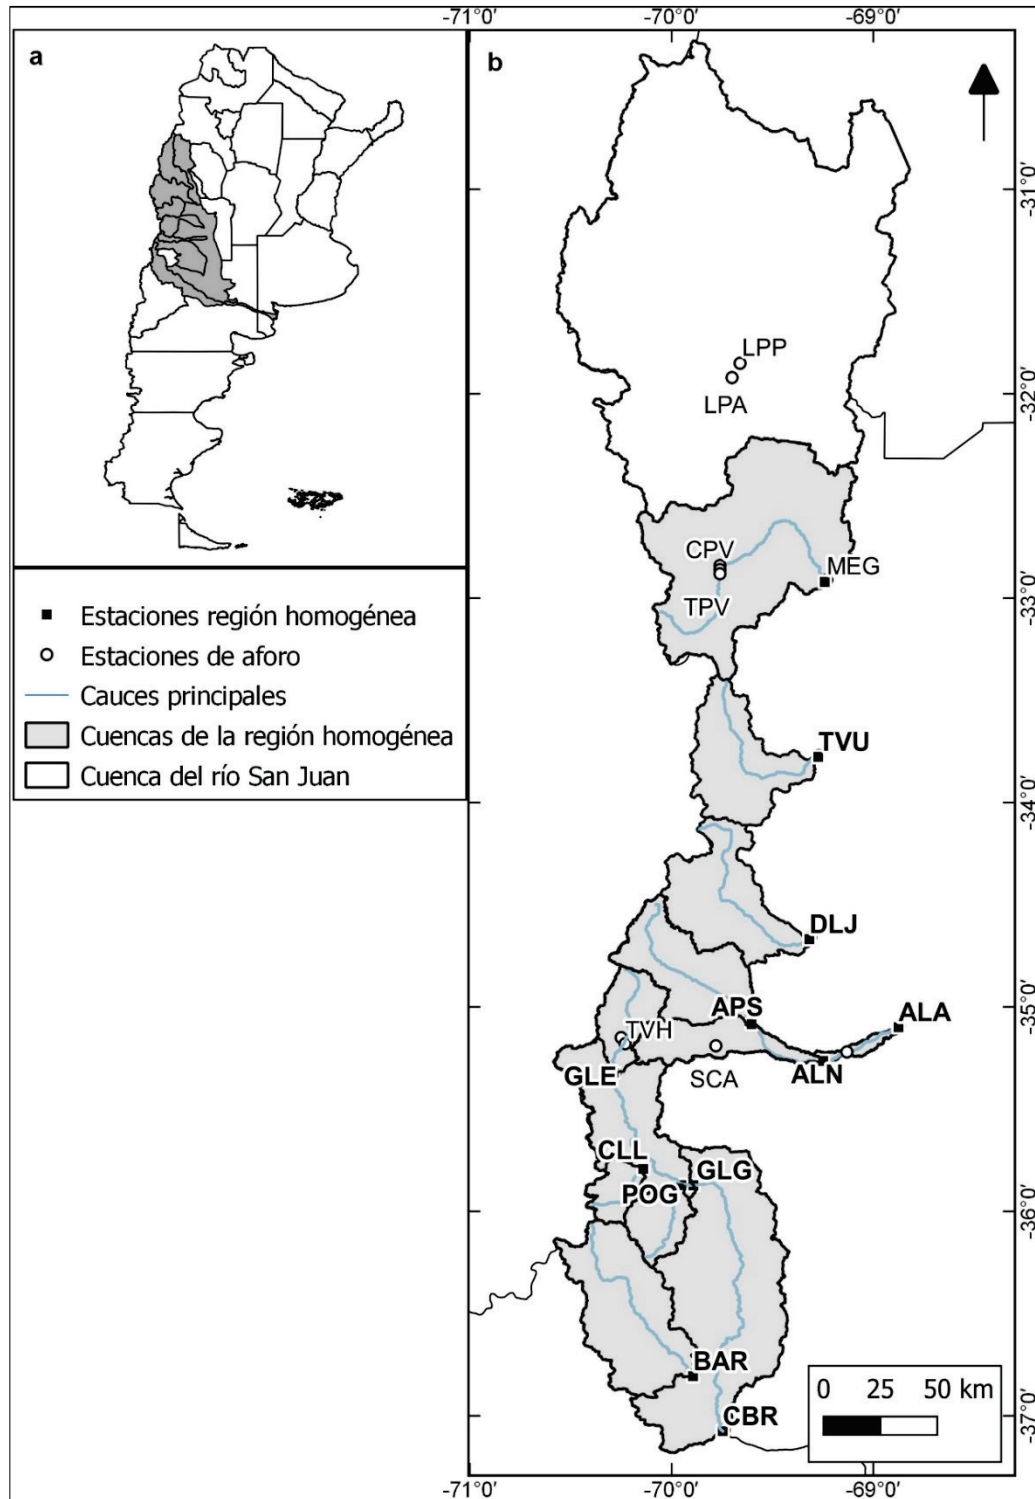 -71°0'
-70°0'
-69°0'
a
b
-31°0'
LPP
LPA
-32°0'
CPV
MEG
TPV
-33°0'
Estaciones región homogénea
Estaciones de aforo
Cauces principales
Cuencas de la región homogénea
Cuenca del río San Juan
TVU
-34°0'
DLJ
-35°0'
APS
ALA
TVH
GLE
SCA
ALN
CLL
GLG
POG
-36°0'
BAR
0 25 50 km
CBR
-37°0'
-71°0'
-70°0'
-69°0'